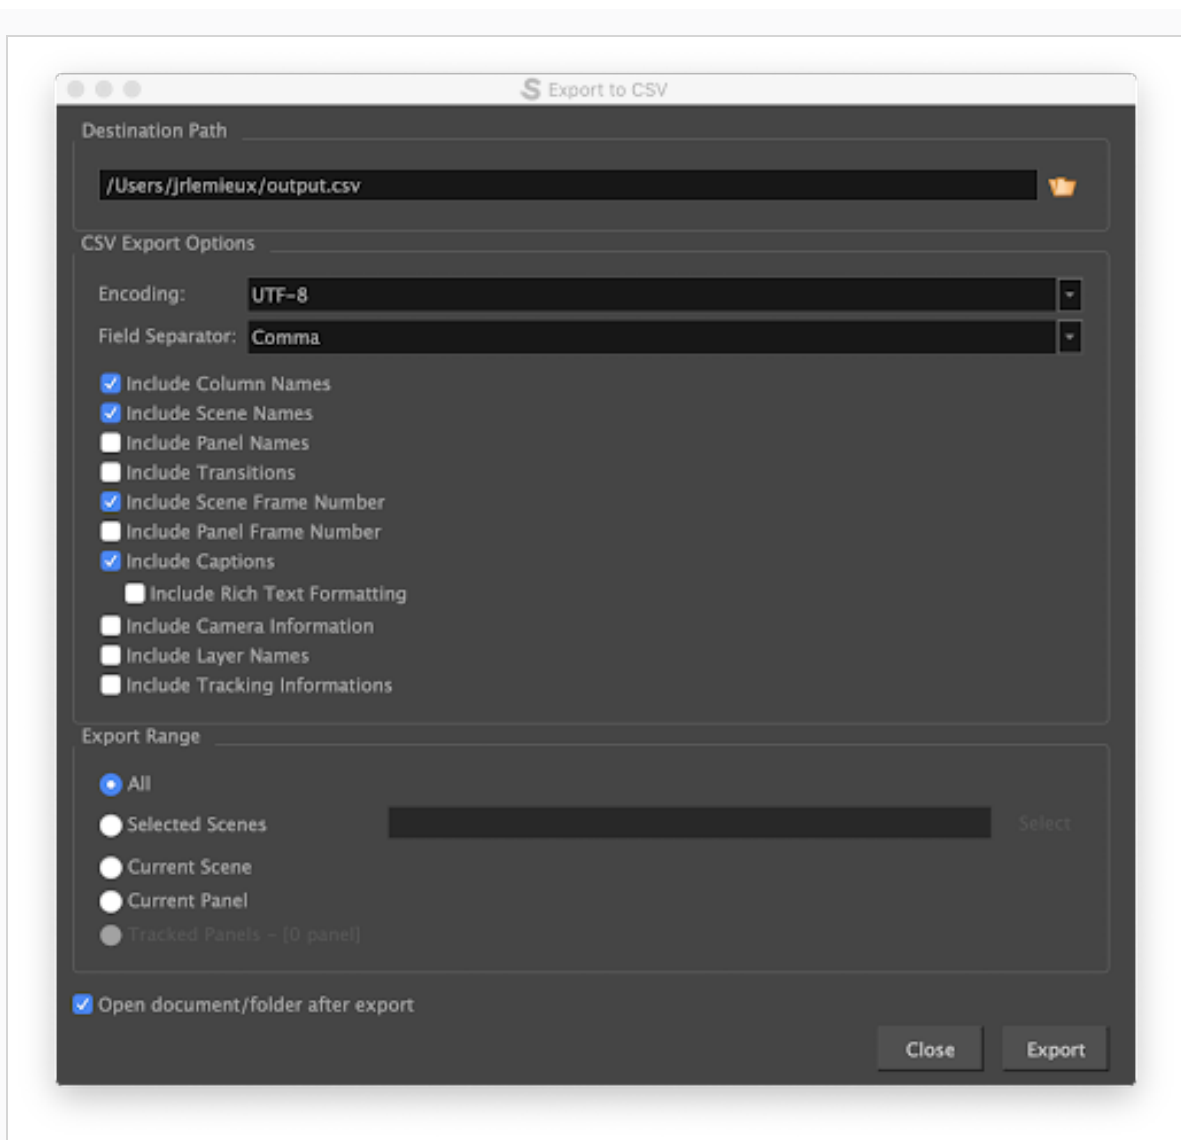 Export to CSV
Destination Path
/Users/jrlemieux/output.csv
CSV Export Options
Encoding: UTF-8
Field Separator: Comma
Include Column Names
Include Scene Names
Include Panel Names
Include Transitions
Include Scene Frame Number
Include Panel Frame Number
Include Captions
Include Rich Text Formatting
Include Camera Information
Include Layer Names
Include Tracking Informations
Export Range
All
Selected Scenes Select
Current Scene
Current Panel
Tracked Panels - [0 panel]
Open document/folder after export
Close Export